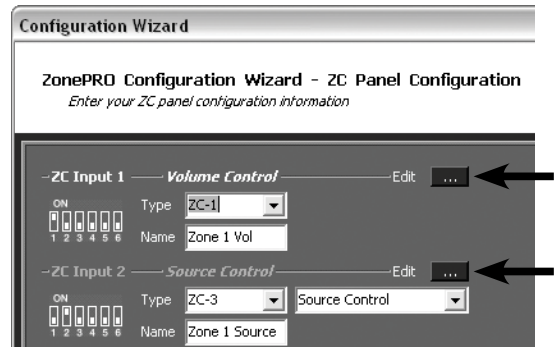 Configuration Wizard
ZonePRO Configuration Wizard - ZC Panel Configuration
Enter your ZC panel configuration information
ZC Input 1 Volume Control Edit ...
ON
1 2 3 4 5 6
Type ZC-1
Name Zone 1 Vol
ZC Input 2 Source Control Edit ...
ON
1 2 3 4 5 6
Type ZC-3 Source Control
Name Zone 1 Source